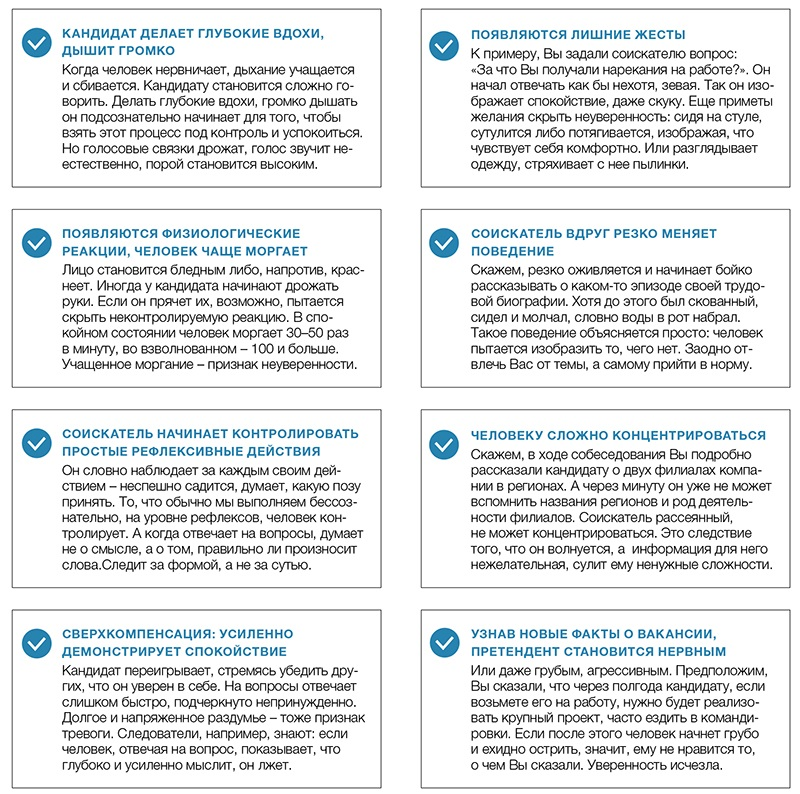 КАНДИДАТ ДЕЛАЕТ ГЛУБОКИЕ ВДОХИ,
ДЫШИТ ГРОМКО
Когда человек нервничает, дыхание учащается
и сбивается. Кандидату становится сложно го-
ворить. Делать глубокие вдохи, громко дышать
он подсознательно начинает для того, чтобы
взять этот процесс под контроль и успокоиться.
Но голосовые связки дрожат, голос звучит не-
естественно, порой становится высоким.
ПОЯВЛЯЮТСЯ ЛИШНИЕ ЖЕСТЫ
К примеру, Вы задали соискателю вопрос:
«За что Вы получали нарекания на работе?». Он
начал отвечать как бы нехотя, зевая. Так он изо-
бражает спокойствие, даже скуку. Еще приметы
желания скрыть неуверенность: сидя на стуле,
сутулится либо потягивается, изображая, что
чувствует себя комфортно. Или разглядывает
одежду, стряхивает с нее пылинки.
ПОЯВЛЯЮТСЯ ФИЗИОЛОГИЧЕСКИЕ
РЕАКЦИИ, ЧЕЛОВЕК ЧАЩЕ МОРГАЕТ
Лицо становится бледным либо, напротив, крас-
неет. Иногда у кандидата начинают дрожать
руки. Если он прячет их, возможно, пытается
скрыть неконтролируемую реакцию. В спо-
койном состоянии человек моргает 30–50 раз
в минуту, во взволнованном – 100 и больше.
Учащенное моргание – признак неуверенности.
СОИСКАТЕЛЬ ВДРУГ РЕЗКО МЕНЯЕТ
ПОВЕДЕНИЕ
Скажем, резко оживляется и начинает бойко
рассказывать о каком-то эпизоде своей трудо-
вой биографии. Хотя до этого был скованный,
сидел и молчал, словно воды в рот набрал.
Такое поведение объясняется просто: человек
пытается изобразить то, чего нет. Заодно от-
влечь Вас от темы, а самому прийти в норму.
СОИСКАТЕЛЬ НАЧИНАЕТ КОНТРОЛИРОВАТЬ
ПРОСТЫЕ РЕФЛЕКСИВНЫЕ ДЕЙСТВИЯ
Он словно наблюдает за каждым своим дей-
ствием – неспешно садится, думает, какую позу
принять. То, что обычно мы выполняем бессоз-
нательно, на уровне рефлексов, человек кон-
тролирует. А когда отвечает на вопросы, думает
не о смысле, а о том, правильно ли произносит
слова.Следит за формой, а не за сутью.
ЧЕЛОВЕКУ СЛОЖНО КОНЦЕНТРИРОВАТЬСЯ
Скажем, в ходе собеседования Вы подробно
рассказали кандидату о двух филиалах компа-
нии в регионах. А через минуту он уже не может
вспомнить названия регионов и род деятель-
ности филиалов. Соискатель рассеянный,
не может концентрироваться. Это следствие
того, что он волнуется, а информация для него
нежелательная, сулит ему ненужные сложности.
СВЕРХКОМПЕНСАЦИЯ: УСИЛЕННО
ДЕМОНСТРИРУЕТ СПОКОЙСТВИЕ
Кандидат переигрывает, стремясь убедить дру-
гих, что он уверен в себе. На вопросы отвечает
слишком быстро, подчеркнуто непринужденно.
Долгое и напряженное раздумье – тоже признак
тревоги. Следователи, например, знают: если
человек, отвечая на вопрос, показывает, что
глубоко и усиленно мыслит, он лжет.
УЗНАВ НОВЫЕ ФАКТЫ О ВАКАНСИИ,
ПРЕТЕНДЕНТ СТАНОВИТСЯ НЕРВНЫМ
Или даже грубым, агрессивным. Предположим,
Вы сказали, что через полгода кандидату, если
возьмете его на работу, нужно будет реализо-
вать крупный проект, часто ездить в команди-
ровки. Если после этого человек начнет грубо
и ехидно острить, значит, ему не нравится то,
о чем Вы сказали. Уверенность исчезла.